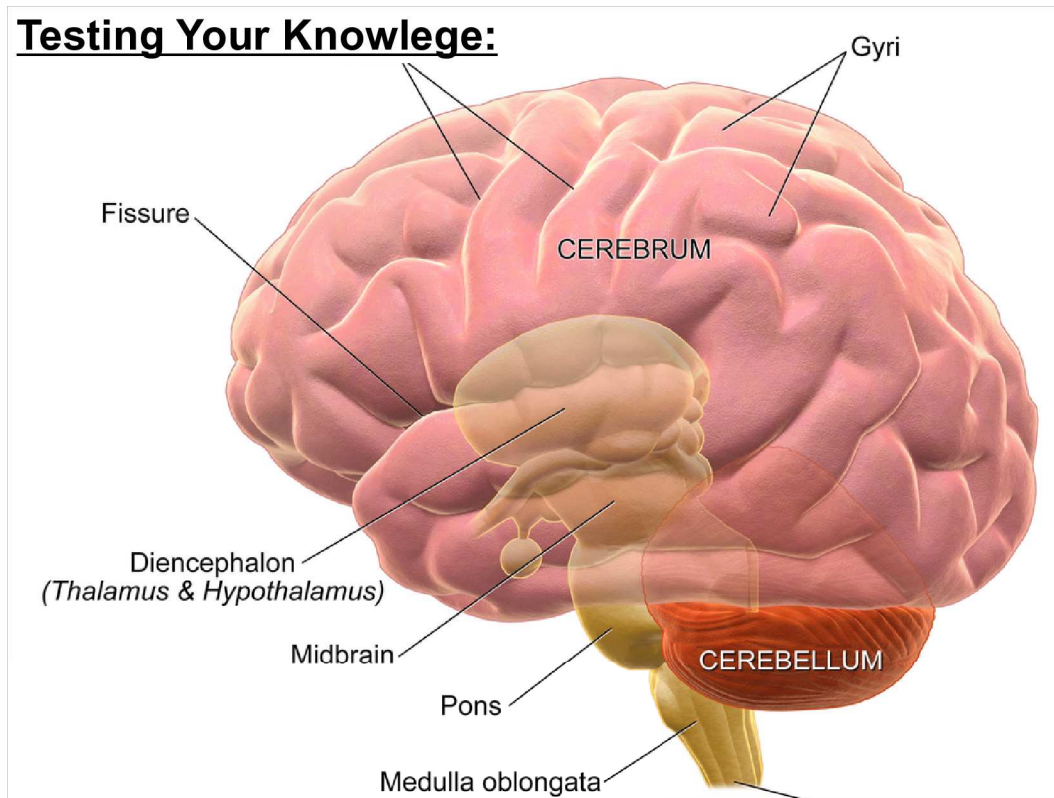 Testing Your Knowlege:
Gyri
Fissure
CEREBRUM
Diencephalon
(Thalamus & Hypothalamus)
Midbrain
CEREBELLUM
Pons
Medulla oblongata